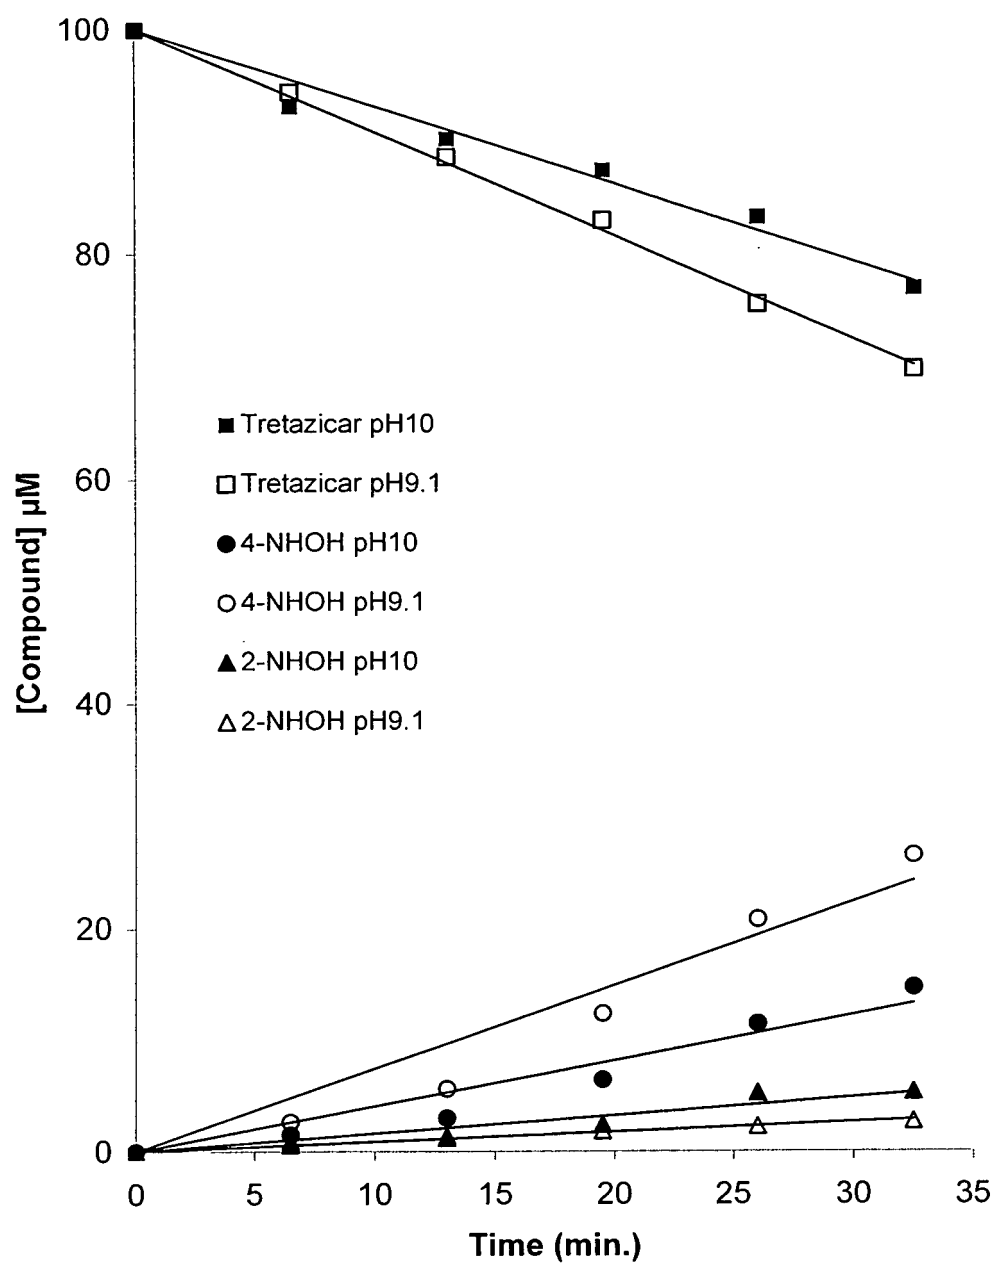 100
80
60
40
20
0
[Compound] µM
Tretazicar pH10
Tretazicar pH9.1
4-NHOH pH10
4-NHOH pH9.1
2-NHOH pH10
2-NHOH pH9.1
0 5 10 15 20 25 30 35
Time (min.)